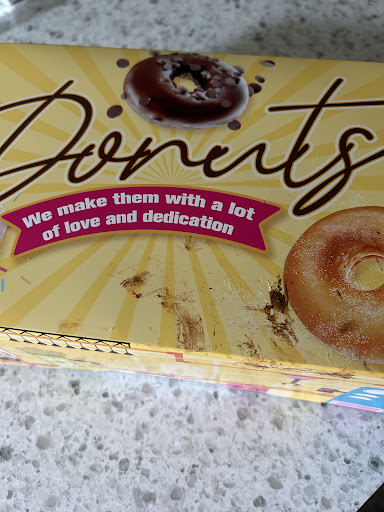 Donuts
We make them with a lot
of love and dedication